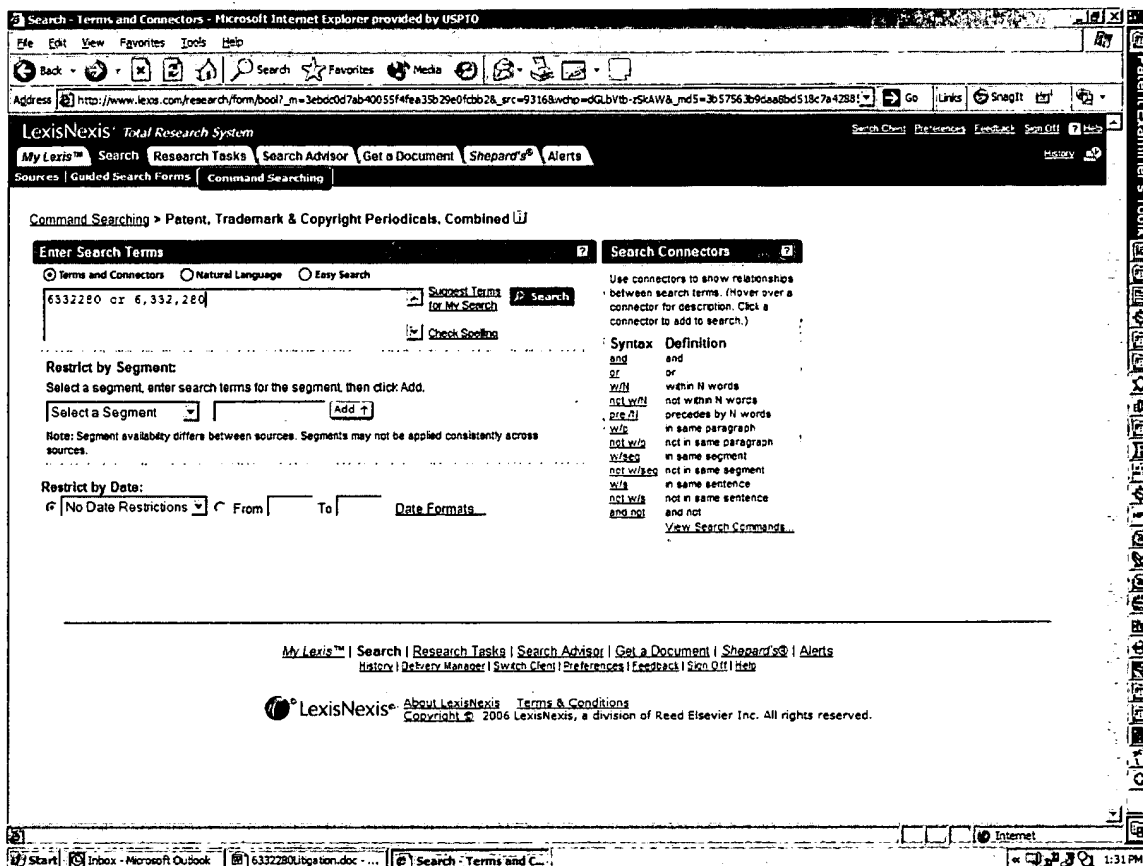 Search - Terms and Connectors - Microsoft Internet Explorer provided by USPTO
File Edit View Favorites Tools Help
Back Search Favorites Media
Address http://www.lexis.com/research/form/bool?_m=3ebdc0d7ab40055f4fea35b29e0fcbb2&_src=9316&wchp=dGLbVtb-zSkAW&_md5=3b57563b9daa8bd518c7a4288 Go Links SnagIt
LexisNexis® Total Research System
Switch Client Preferences Feedback Sign Off ? Help
My Lexis™ Search Research Tasks Search Advisor Get a Document Shepard's® Alerts
History
Sources | Guided Search Forms | Command Searching
Command Searching > Patent, Trademark & Copyright Periodicals, Combined i
Enter Search Terms ?
Terms and Connectors Natural Language Easy Search
6332280 or 6,332,280
Suggest Terms for My Search
Search
Check Spelling
Restrict by Segment:
Select a segment, enter search terms for the segment, then click Add.
Select a Segment Add ↑
Note: Segment availability differs between sources. Segments may not be applied consistently across
sources.
Restrict by Date:
No Date Restrictions From To Date Formats...
Search Connectors ?
Use connectors to show relationships
between search terms. (Hover over a
connector for description. Click a
connector to add to search.)
Syntax Definition
and and
or or
w/N within N words
not w/N not within N words
pre /N precedes by N words
w/p in same paragraph
not w/p not in same paragraph
w/seg in same segment
not w/seg not in same segment
w/s in same sentence
not w/s not in same sentence
and not and not
View Search Commands...
My Lexis™ | Search | Research Tasks | Search Advisor | Get a Document | Shepard's® | Alerts
History | Delivery Manager | Switch Client | Preferences | Feedback | Sign Off | Help
LexisNexis® About LexisNexis Terms & Conditions
Copyright © 2006 LexisNexis, a division of Reed Elsevier Inc. All rights reserved.
Internet
Start Inbox - Microsoft Outlook 6332280Litigation.doc - ... Search - Terms and C... « 1:31 PM